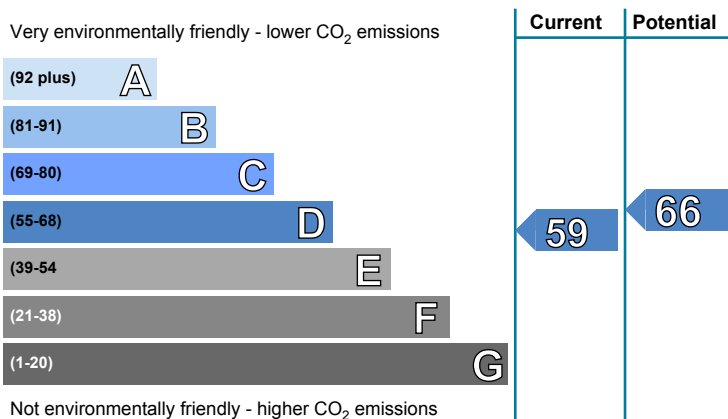 Current Potential
Very environmentally friendly - lower CO2 emissions
(92 plus) A
(81-91) B
(69-80) C
(55-68) D
(39-54 E
(21-38) F
(1-20) G
59
66
Not environmentally friendly - higher CO2 emissions